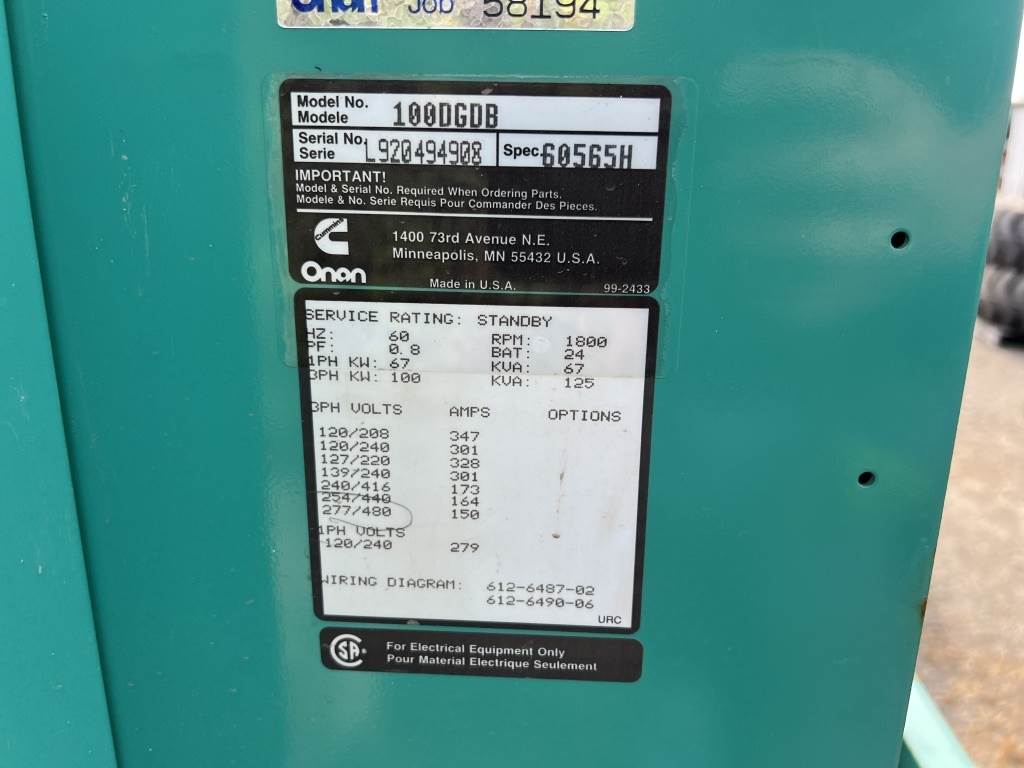 Onan Job 58194
Model No. 100DGDB
Modele
Serial No. L920494908 Spec. 60565H
Serie
IMPORTANT!
Model & Serial No. Required When Ordering Parts.
Modele & No. Serie Requis Pour Commander Des Pieces.
Cummins
Onan
1400 73rd Avenue N.E.
Minneapolis, MN 55432 U.S.A.
Made in U.S.A. 99-2433
SERVICE RATING: STANDBY
HZ: 60 RPM: 1800
PF: 0.8 BAT: 24
1PH KW: 67 KVA: 67
3PH KW: 100 KVA: 125
3PH VOLTS AMPS OPTIONS
120/208 347
120/240 301
127/220 328
139/240 301
240/416 173
254/440 164
277/480 150
1PH VOLTS
120/240 279
WIRING DIAGRAM: 612-6487-02
612-6490-06
URC
SA
For Electrical Equipment Only
Pour Material Electrique Seulement